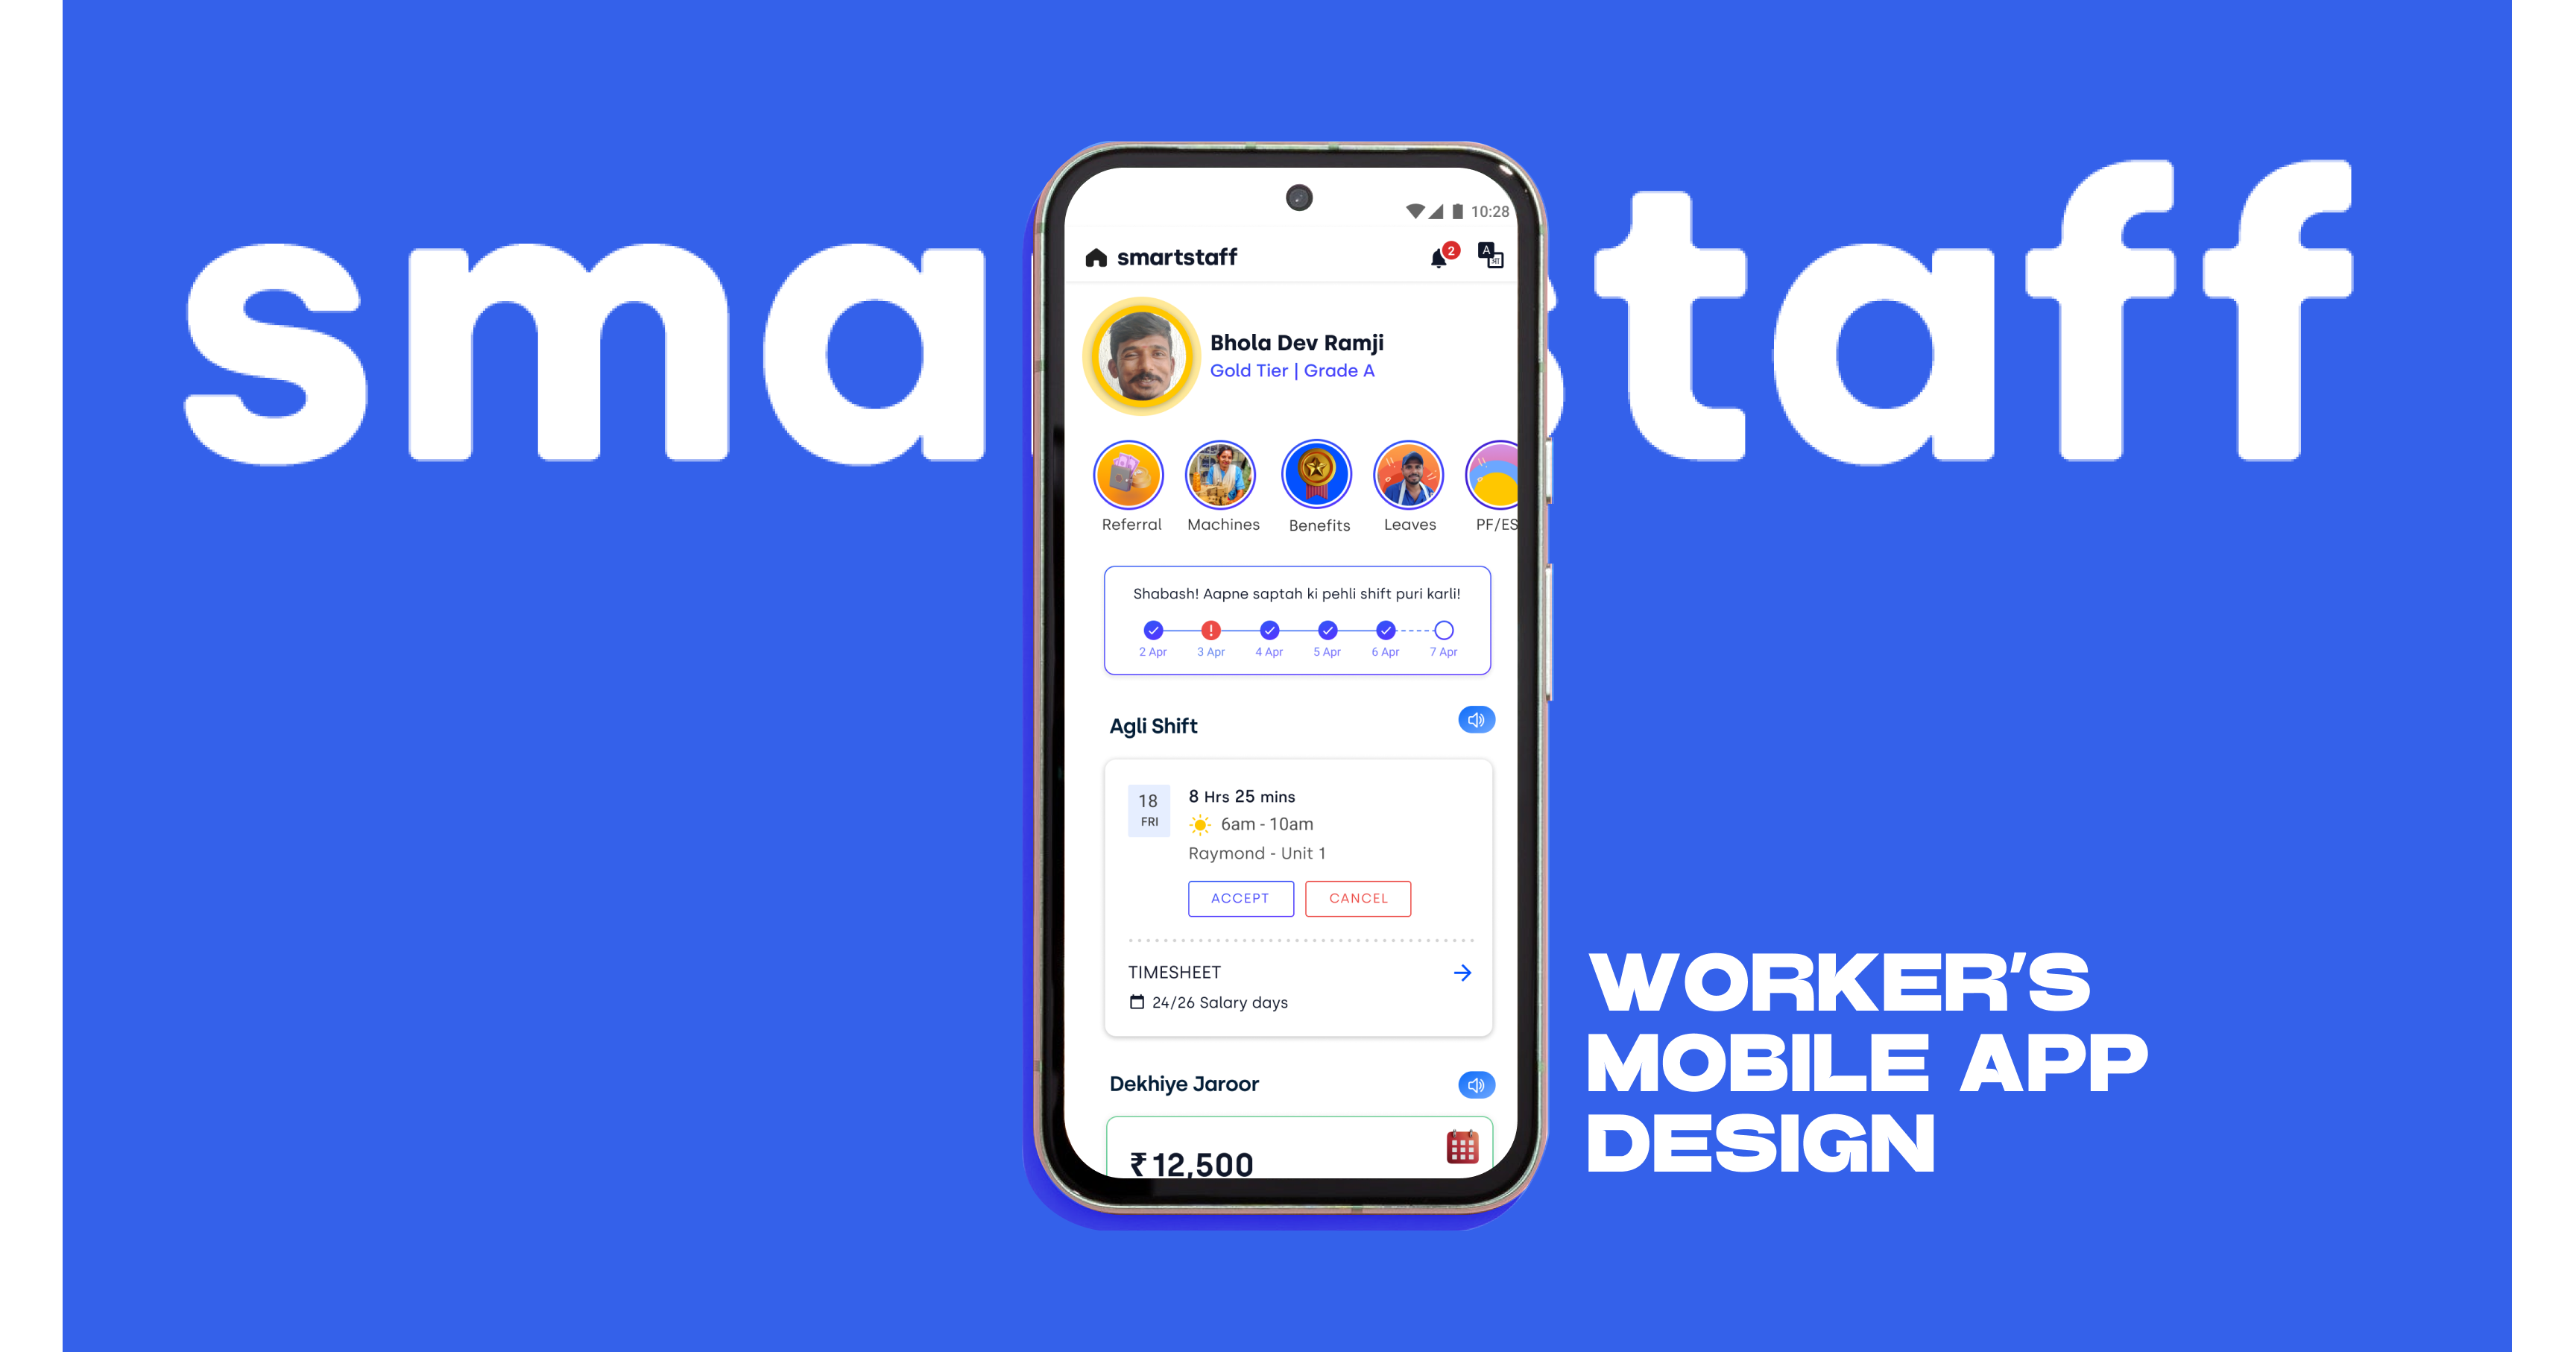 sma staff
10:28
smartstaff
2
A
अ
Bhola Dev Ramji
Gold Tier | Grade A
Referral Machines Benefits Leaves PF/ES
Shabash! Aapne saptah ki pehli shift puri karli!
!
2 Apr 3 Apr 4 Apr 5 Apr 6 Apr 7 Apr
Agli Shift
18
FRI
8 Hrs 25 mins
6am - 10am
Raymond - Unit 1
ACCEPT CANCEL
TIMESHEET
24/26 Salary days
Dekhiye Jaroor
₹12,500
WORKER'S
MOBILE APP
DESIGN